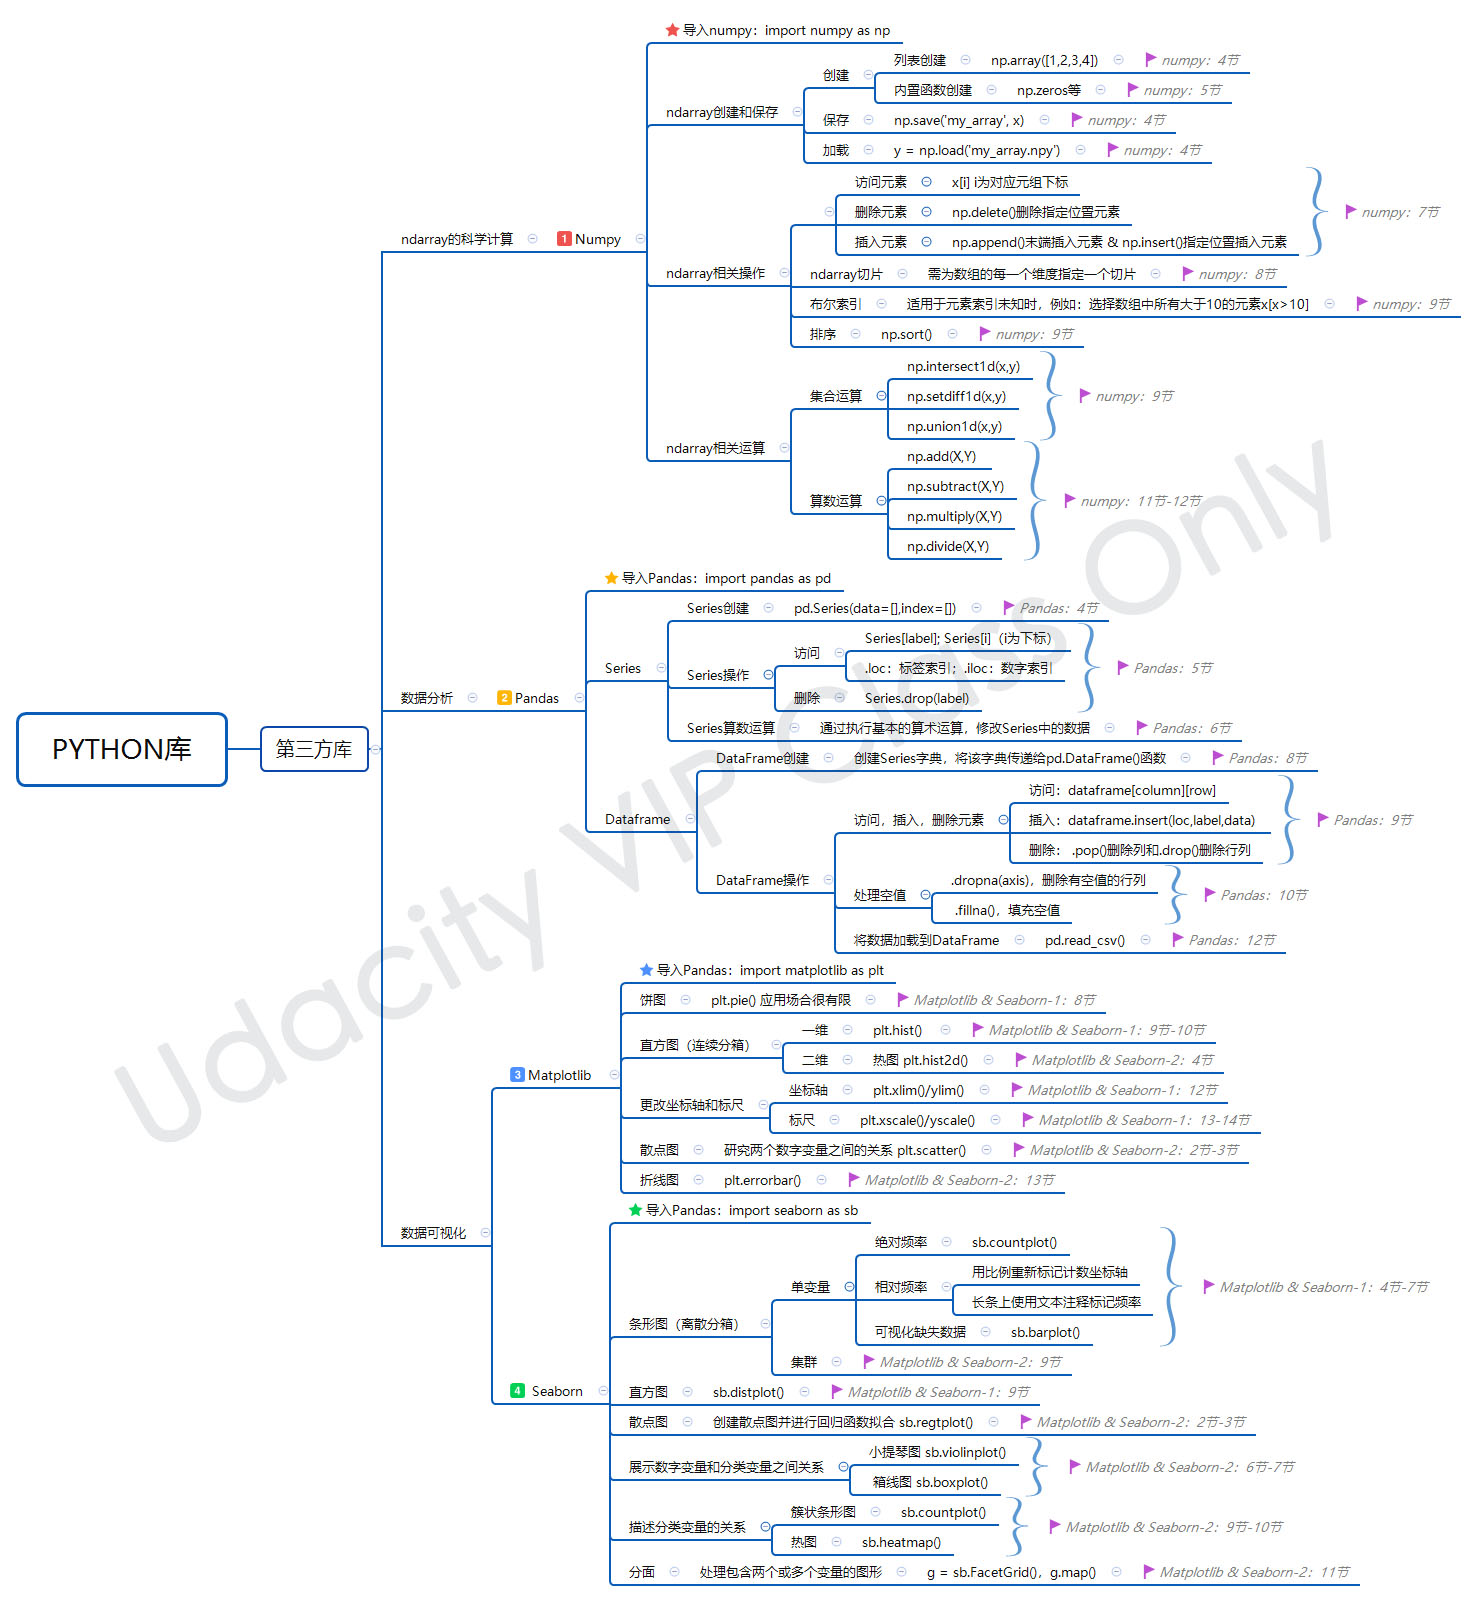 PYTHON库
第三方库
ndarray的科学计算
1 Numpy
导入numpy：import numpy as np
ndarray创建和保存
创建
列表创建 np.array([1,2,3,4]) numpy：4节
内置函数创建 np.zeros等 numpy：5节
保存 np.save('my_array', x) numpy：4节
加载 y = np.load('my_array.npy') numpy：4节
ndarray相关操作
访问元素 x[i] i为对应元组下标
删除元素 np.delete()删除指定位置元素
插入元素 np.append()末端插入元素 & np.insert()指定位置插入元素
numpy：7节
ndarray切片 需为数组的每一个维度指定一个切片 numpy：8节
布尔索引 适用于元素索引未知时，例如：选择数组中所有大于10的元素x[x>10] numpy：9节
排序 np.sort() numpy：9节
ndarray相关运算
集合运算
np.intersect1d(x,y)
np.setdiff1d(x,y)
np.union1d(x,y)
numpy：9节
算数运算
np.add(X,Y)
np.subtract(X,Y)
np.multiply(X,Y)
np.divide(X,Y)
numpy：11节-12节
数据分析
2 Pandas
导入Pandas：import pandas as pd
Series
Series创建 pd.Series(data=[],index=[]) Pandas：4节
Series操作
访问
Series[label]; Series[i]（i为下标）
.loc：标签索引；.iloc：数字索引
删除 Series.drop(label)
Pandas：5节
Series算数运算 通过执行基本的算术运算，修改Series中的数据 Pandas：6节
Dataframe
DataFrame创建 创建Series字典，将该字典传递给pd.DataFrame()函数 Pandas：8节
DataFrame操作
访问，插入，删除元素
访问：dataframe[column][row]
插入：dataframe.insert(loc,label,data)
删除： .pop()删除列和.drop()删除行列
Pandas：9节
处理空值
.dropna(axis)，删除有空值的行列
.fillna()，填充空值
Pandas：10节
将数据加载到DataFrame pd.read_csv() Pandas：12节
数据可视化
3 Matplotlib
导入Pandas：import matplotlib as plt
饼图 plt.pie() 应用场合很有限 Matplotlib & Seaborn-1：8节
直方图（连续分箱）
一维 plt.hist() Matplotlib & Seaborn-1：9节-10节
二维 热图 plt.hist2d() Matplotlib & Seaborn-2：4节
更改坐标轴和标尺
坐标轴 plt.xlim()/ylim() Matplotlib & Seaborn-1：12节
标尺 plt.xscale()/yscale() Matplotlib & Seaborn-1：13-14节
散点图 研究两个数字变量之间的关系 plt.scatter() Matplotlib & Seaborn-2：2节-3节
折线图 plt.errorbar() Matplotlib & Seaborn-2：13节
4 Seaborn
导入Pandas：import seaborn as sb
条形图（离散分箱）
单变量
绝对频率 sb.countplot()
相对频率
用比例重新标记计数坐标轴
长条上使用文本注释标记频率
可视化缺失数据 sb.barplot()
Matplotlib & Seaborn-1：4节-7节
集群 Matplotlib & Seaborn-2：9节
直方图 sb.distplot() Matplotlib & Seaborn-1：9节
散点图 创建散点图并进行回归函数拟合 sb.regtplot() Matplotlib & Seaborn-2：2节-3节
展示数字变量和分类变量之间关系
小提琴图 sb.violinplot()
箱线图 sb.boxplot()
Matplotlib & Seaborn-2：6节-7节
描述分类变量的关系
簇状条形图 sb.countplot()
热图 sb.heatmap()
Matplotlib & Seaborn-2：9节-10节
分面 处理包含两个或多个变量的图形 g = sb.FacetGrid()，g.map() Matplotlib & Seaborn-2：11节
Udacity VIP Class Only